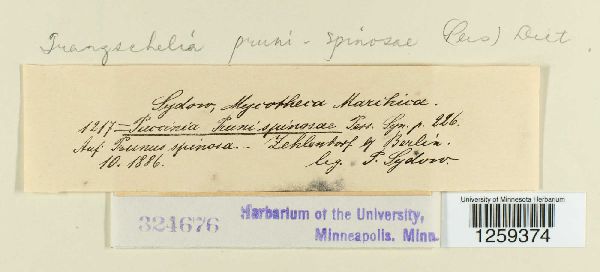 Tranzschelia pruni-spinosae (Pers) Diet
Sydow, Mycotheca Marchica.
1217 = Puccinia Pruni spinosae Pers. Syn. p. 226.
Auf Prunus spinosa. - Zehlendorf b/ Berlin.
10. 1886. leg. P. Sydow
324676
Herbarium of the University,
Minneapolis, Minn.
University of Minnesota Herbarium
1259374